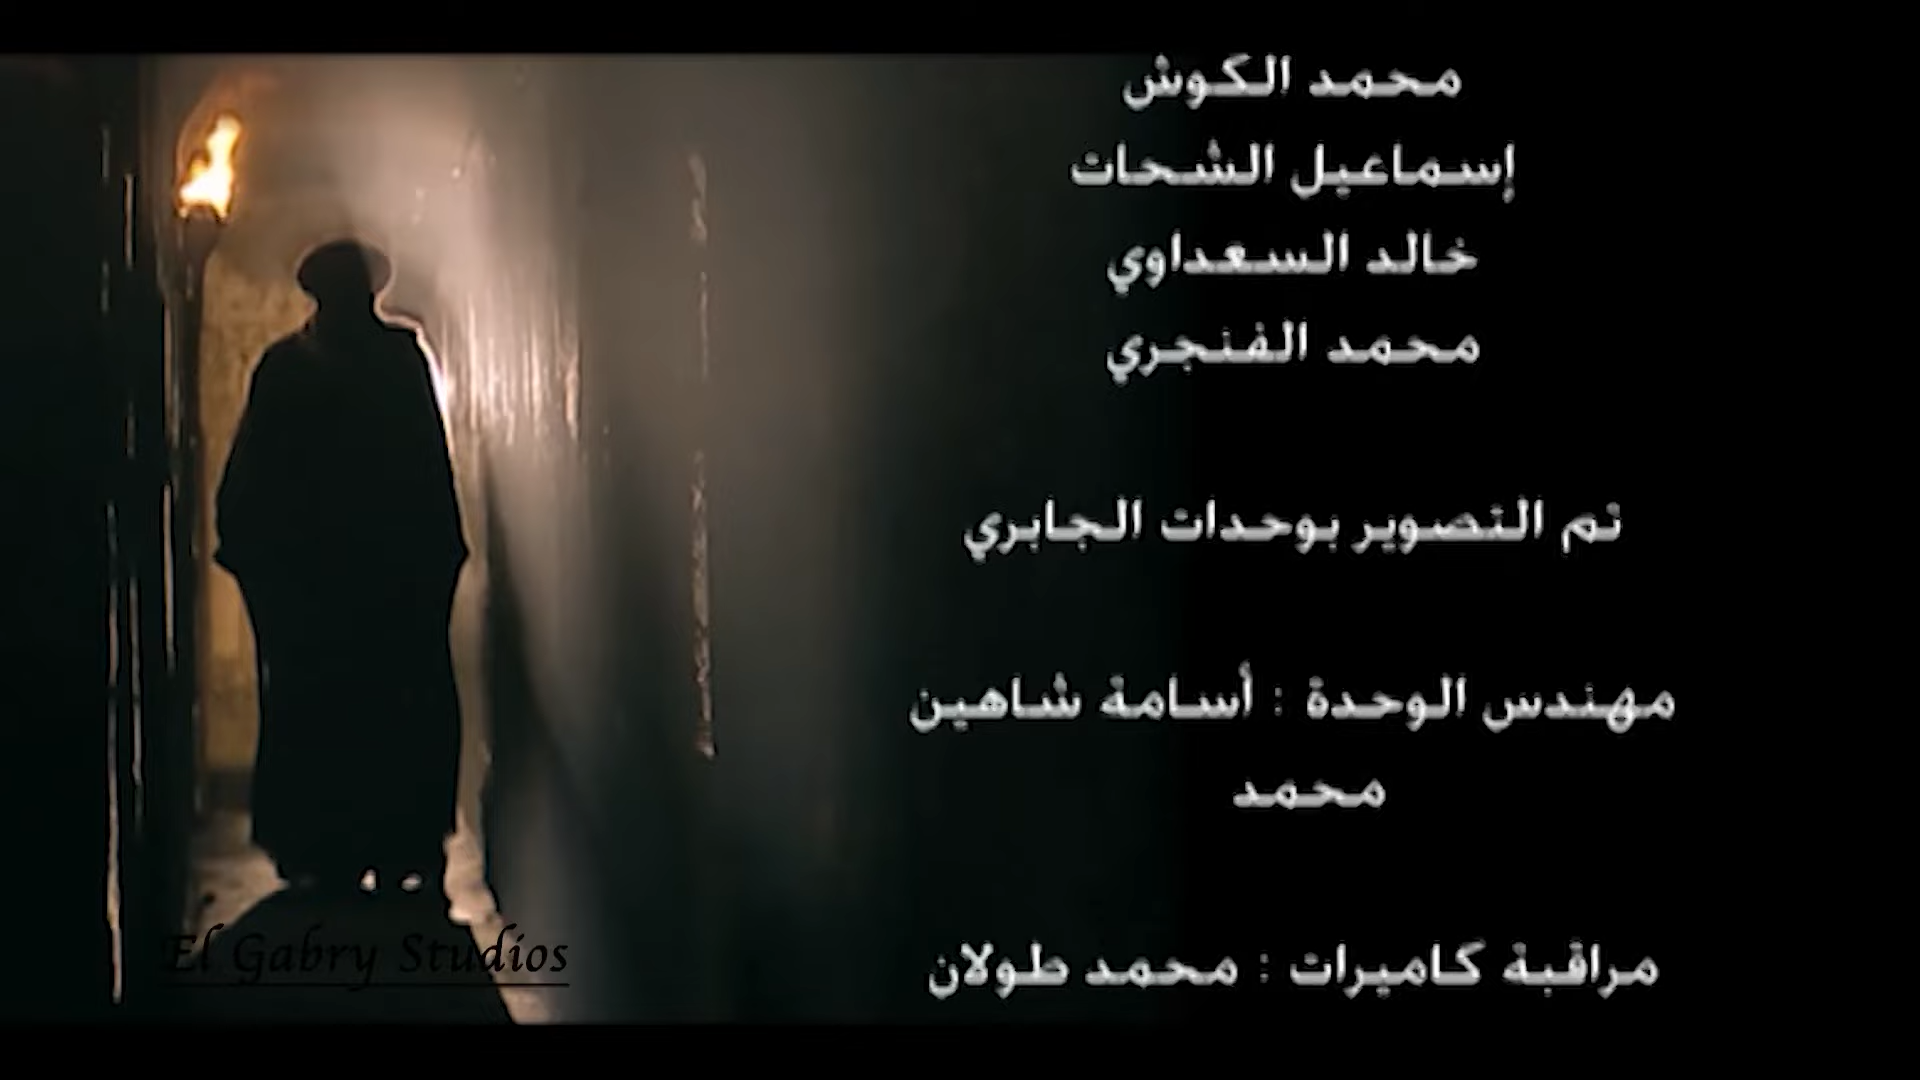 محمد الكوش
إسماعيل الشحات
خالد السعداوي
محمد الفنجري
تم التصوير بوحدات الجابري
مهندس الوحدة : أسامة شاهين
محمد
مراقبة كاميرات : محمد طولان
El Gabry Studios